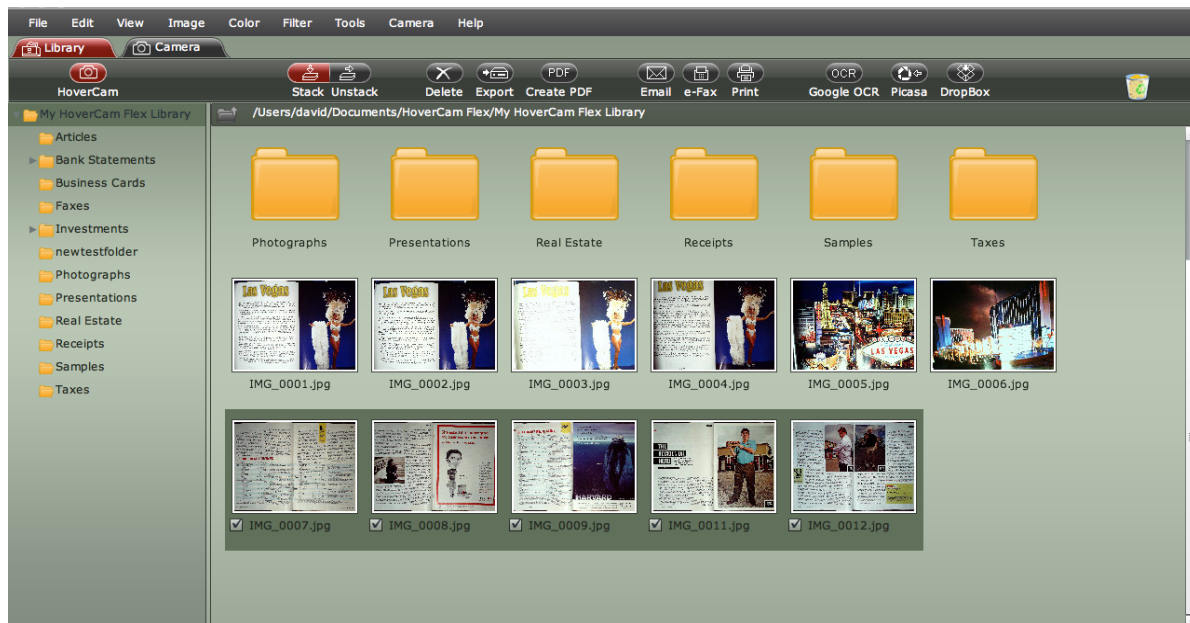 File Edit View Image Color Filter Tools Camera Help
Library Camera
PDF OCR
HoverCam Stack Unstack Delete Export Create PDF Email e-Fax Print Google OCR Picasa DropBox
My HoverCam Flex Library
/Users/david/Documents/HoverCam Flex/My HoverCam Flex Library
Articles
Bank Statements
Business Cards
Faxes
Investments
newtestfolder
Photographs
Presentations
Real Estate
Receipts
Samples
Taxes
Photographs Presentations Real Estate Receipts Samples Taxes
Las Vegas Las Vegas Las Vegas Las Vegas
LAS VEGAS
IMG_0001.jpg IMG_0002.jpg IMG_0003.jpg IMG_0004.jpg IMG_0005.jpg IMG_0006.jpg
HARVARD
IMG_0007.jpg IMG_0008.jpg IMG_0009.jpg IMG_0011.jpg IMG_0012.jpg